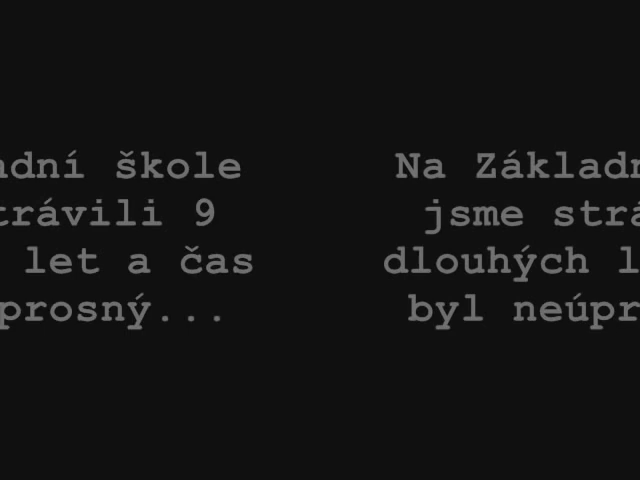 adní škole
trávili 9
let a čas
prosný...
Na Základn
jsme strá
dlouhých l
byl neúpr